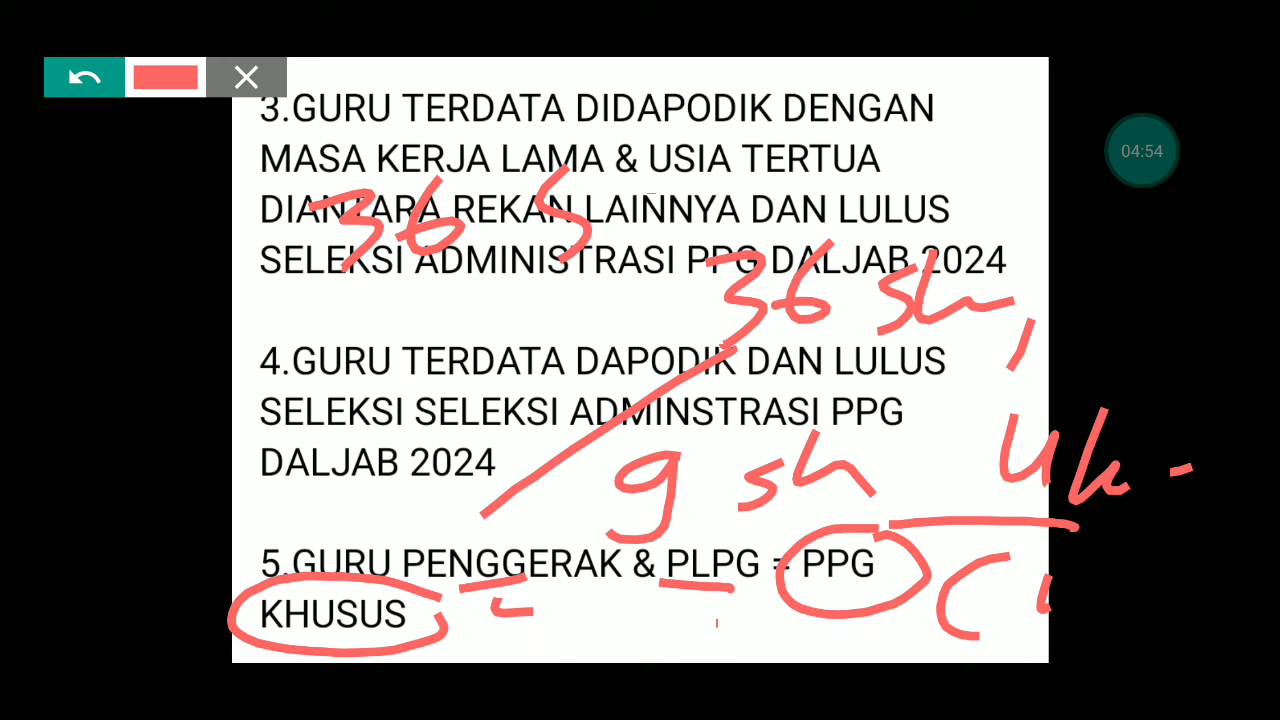 04:54
3.GURU TERDATA DIDAPODIK DENGAN
MASA KERJA LAMA & USIA TERTUA
DIANTARA REKAN LAINNYA DAN LULUS
SELEKSI ADMINISTRASI PPG DALJAB 2024
36 S
36 sh,
4.GURU TERDATA DAPODIK DAN LULUS
SELEKSI SELEKSI ADMINSTRASI PPG
DALJAB 2024
9 sh
Uk -
5.GURU PENGGERAK & PLPG = PPG
KHUSUS